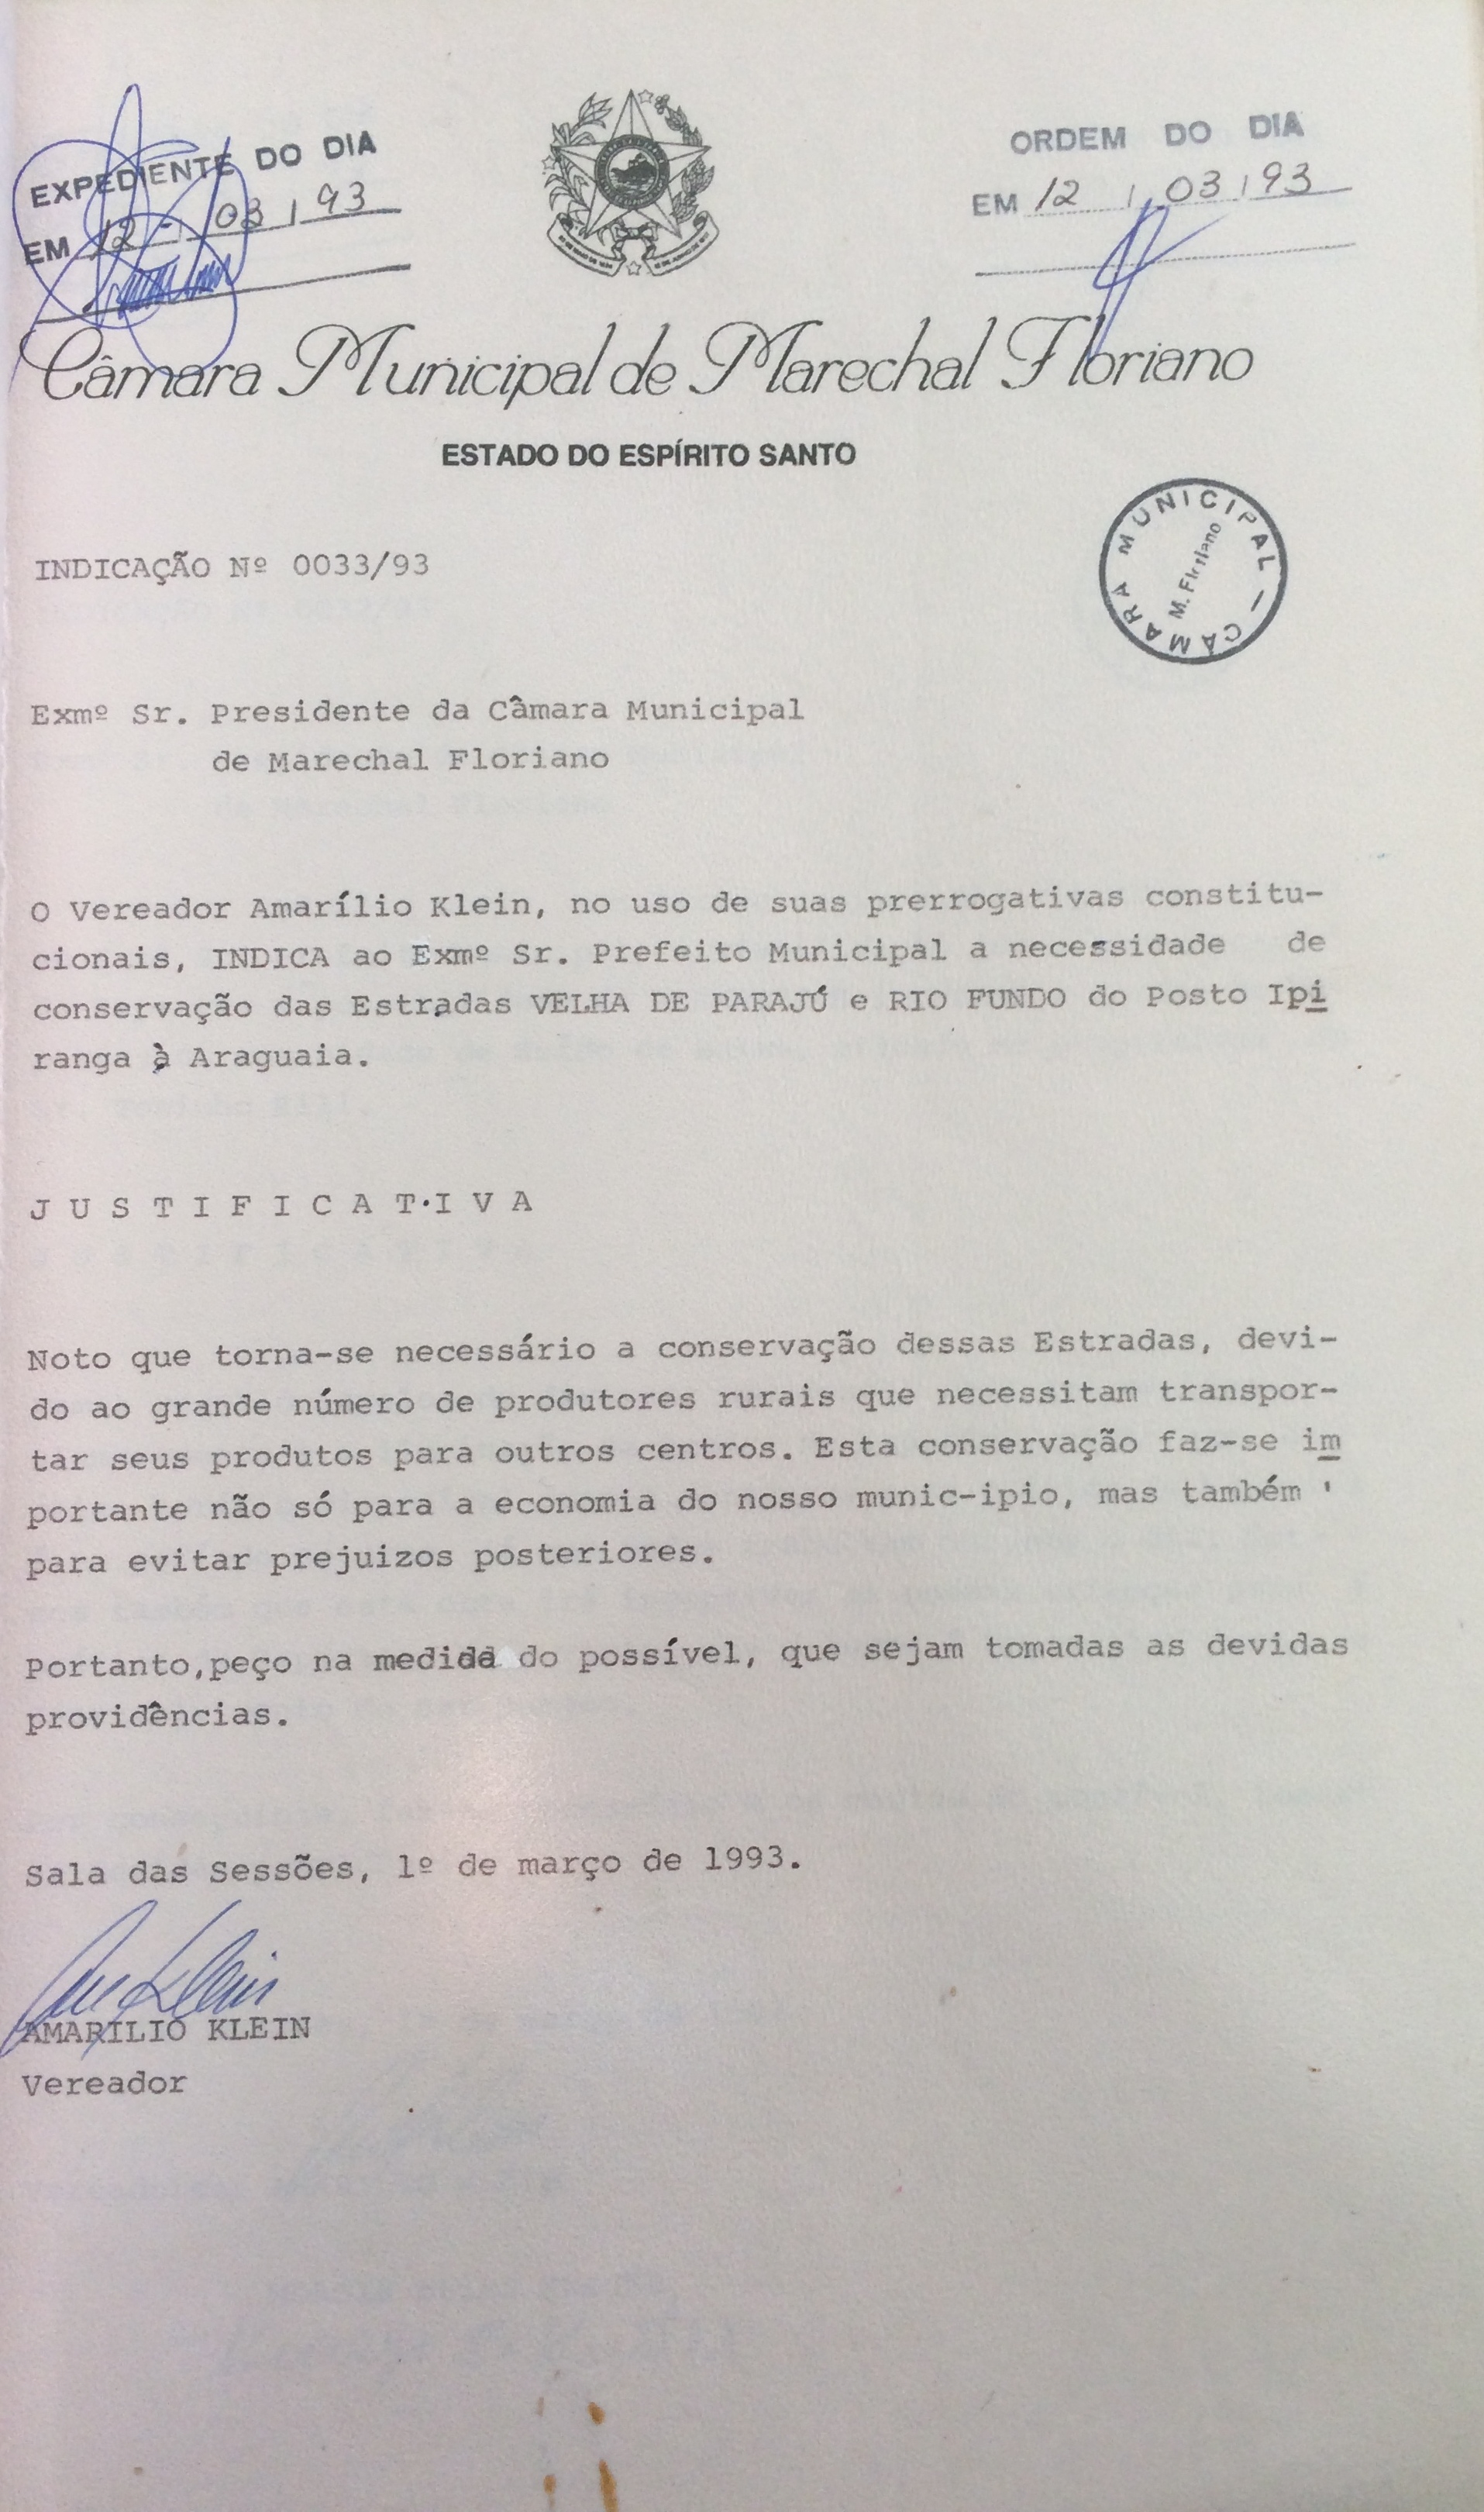 EXPEDIENTE DO DIA
EM 12 - / 03 / 93
ORDEM DO DIA
EM 12 / 03 / 93
Câmara Municipal de Marechal Floriano
ESTADO DO ESPÍRITO SANTO
CÂMARA MUNICIPAL —
M. Floriano
INDICAÇÃO Nº 0033/93
Exmº Sr. Presidente da Câmara Municipal
de Marechal Floriano
O Vereador Amarílio Klein, no uso de suas prerrogativas constitu-
cionais, INDICA ao Exmº Sr. Prefeito Municipal a necessidade de
conservação das Estradas VELHA DE PARAJÚ e RIO FUNDO do Posto Ipi
ranga à Araguaia.
J U S T I F I C A T.I V A
Noto que torna-se necessário a conservação dessas Estradas, devi-
do ao grande número de produtores rurais que necessitam transpor-
tar seus produtos para outros centros. Esta conservação faz-se im
portante não só para a economia do nosso munic-ipio, mas também '
para evitar prejuizos posteriores.
Portanto,peço na medida do possível, que sejam tomadas as devidas
providências.
Sala das Sessões, 1º de março de 1993.
AMARÍLIO KLEIN
Vereador